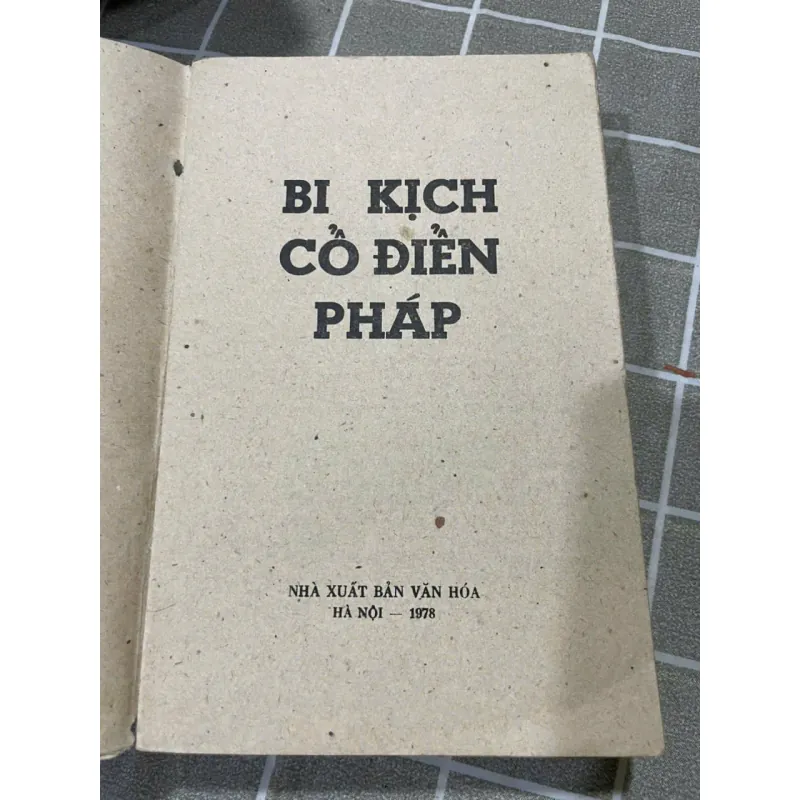 BI KỊCH
CỔ ĐIỂN
PHÁP
NHÀ XUẤT BẢN VĂN HÓA
HÀ NỘI — 1978